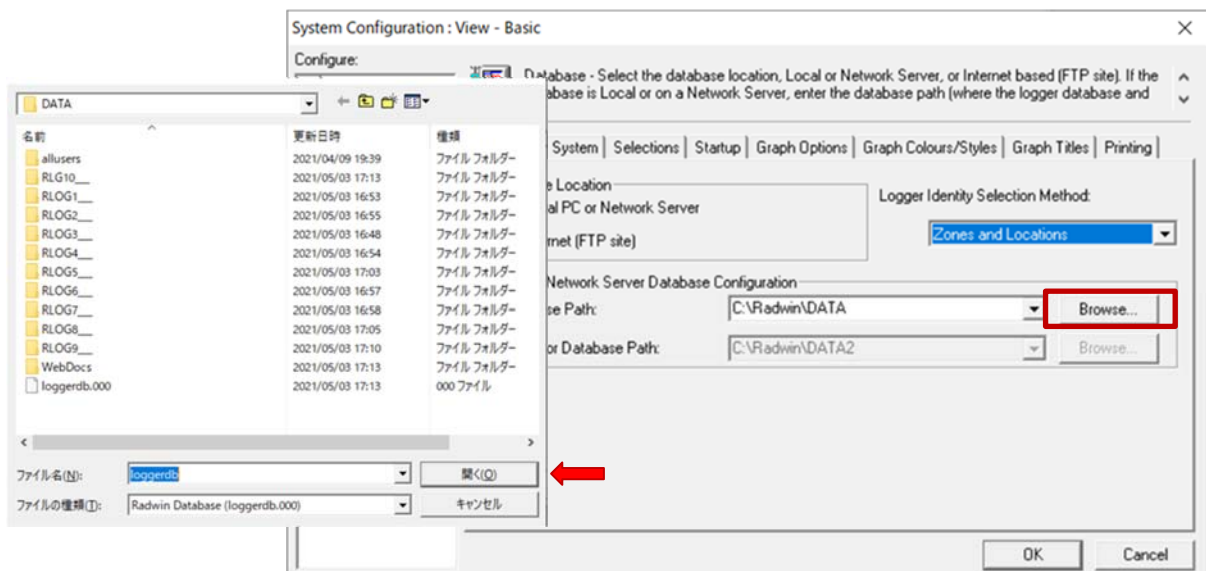 System Configuration : View - Basic
Configure:
Database - Select the database location, Local or Network Server, or Internet based (FTP site). If the
abase is Local or on a Network Server, enter the database path (where the logger database and
System Selections Startup Graph Options Graph Colours/Styles Graph Titles Printing
e Location
al PC or Network Server
rnet (FTP site)
Logger Identity Selection Method:
Zones and Locations
Network Server Database Configuration
se Path: C:\Radwin\DATA Browse...
or Database Path: C:\Radwin\DATA2 Browse...
OK Cancel
DATA
名前 更新日時 種類
allusers 2021/04/09 19:39 ファイル フォルダー
RLG10__ 2021/05/03 17:13 ファイル フォルダー
RLOG1__ 2021/05/03 16:53 ファイル フォルダー
RLOG2__ 2021/05/03 16:55 ファイル フォルダー
RLOG3__ 2021/05/03 16:48 ファイル フォルダー
RLOG4__ 2021/05/03 16:54 ファイル フォルダー
RLOG5__ 2021/05/03 17:03 ファイル フォルダー
RLOG6__ 2021/05/03 16:57 ファイル フォルダー
RLOG7__ 2021/05/03 16:58 ファイル フォルダー
RLOG8__ 2021/05/03 17:05 ファイル フォルダー
RLOG9__ 2021/05/03 17:10 ファイル フォルダー
WebDocs 2021/05/03 17:13 ファイル フォルダー
loggerdb.000 2021/05/03 17:13 000 ファイル
ファイル名(N): loggerdb 開く(O)
ファイルの種類(T): Radwin Database (loggerdb.000) キャンセル